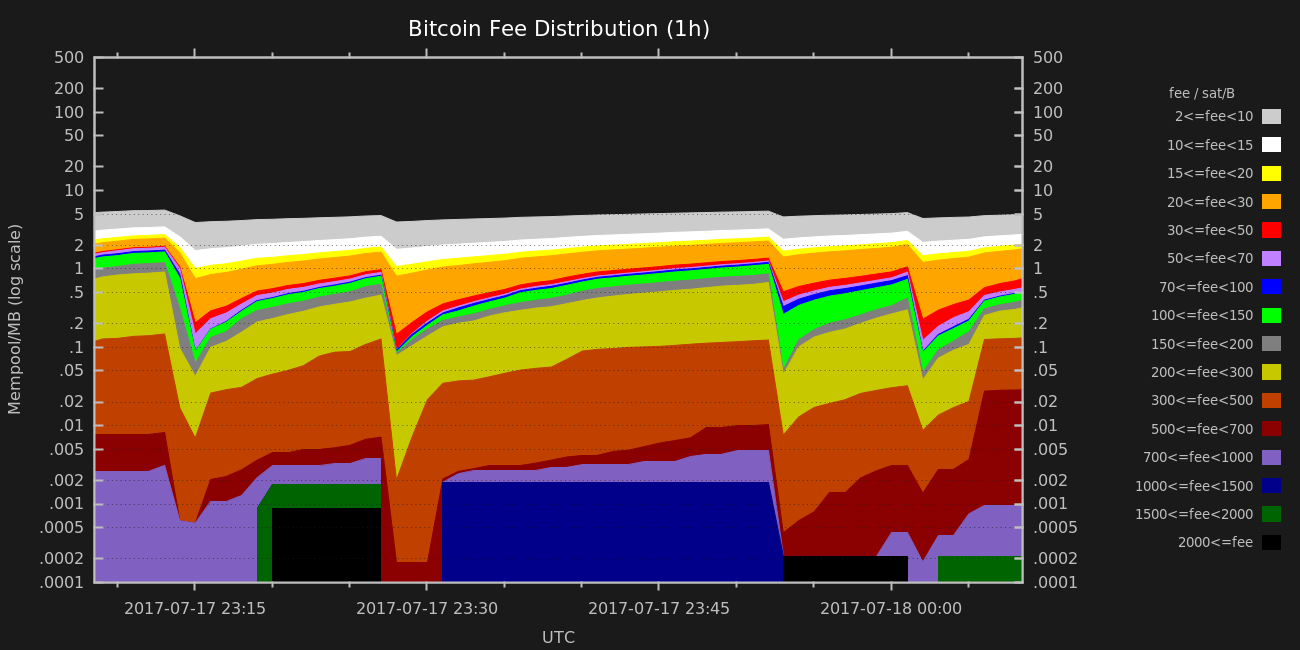 Bitcoin Fee Distribution (1h)
500
200
100
50
20
10
5
2
1
.5
.2
.1
.05
.02
.01
.005
.002
.001
.0005
.0002
.0001
Mempool/MB (log scale)
500
200
100
50
20
10
5
2
1
.5
.2
.1
.05
.02
.01
.005
.002
.001
.0005
.0002
.0001
2017-07-17 23:15
2017-07-17 23:30
2017-07-17 23:45
2017-07-18 00:00
UTC
fee / sat/B
2<=fee<10
10<=fee<15
15<=fee<20
20<=fee<30
30<=fee<50
50<=fee<70
70<=fee<100
100<=fee<150
150<=fee<200
200<=fee<300
300<=fee<500
500<=fee<700
700<=fee<1000
1000<=fee<1500
1500<=fee<2000
2000<=fee